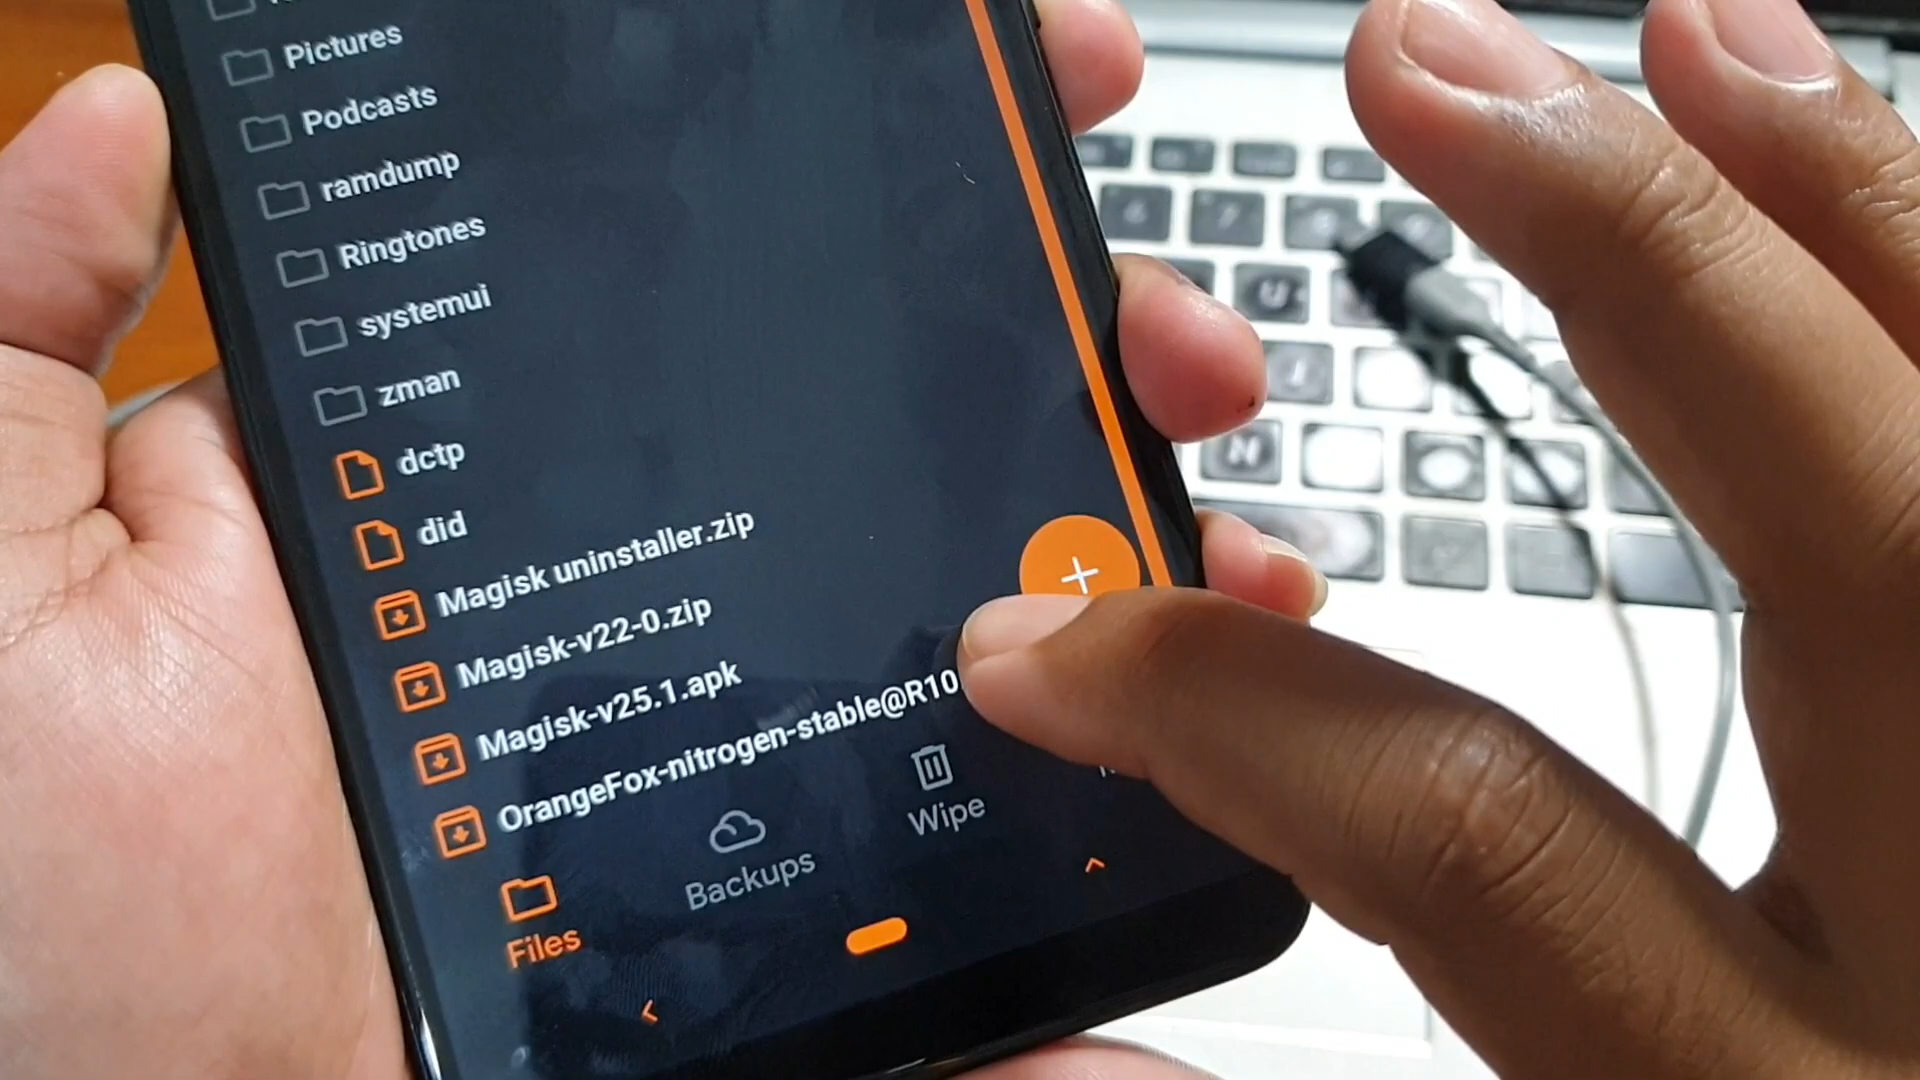 Pictures
Podcasts
ramdump
Ringtones
systemui
zman
dctp
did
Magisk uninstaller.zip
Magisk-v22-0.zip
Magisk-v25.1.apk
OrangeFox-nitrogen-stable@R10
Files
Backups
Wipe
7
U
N